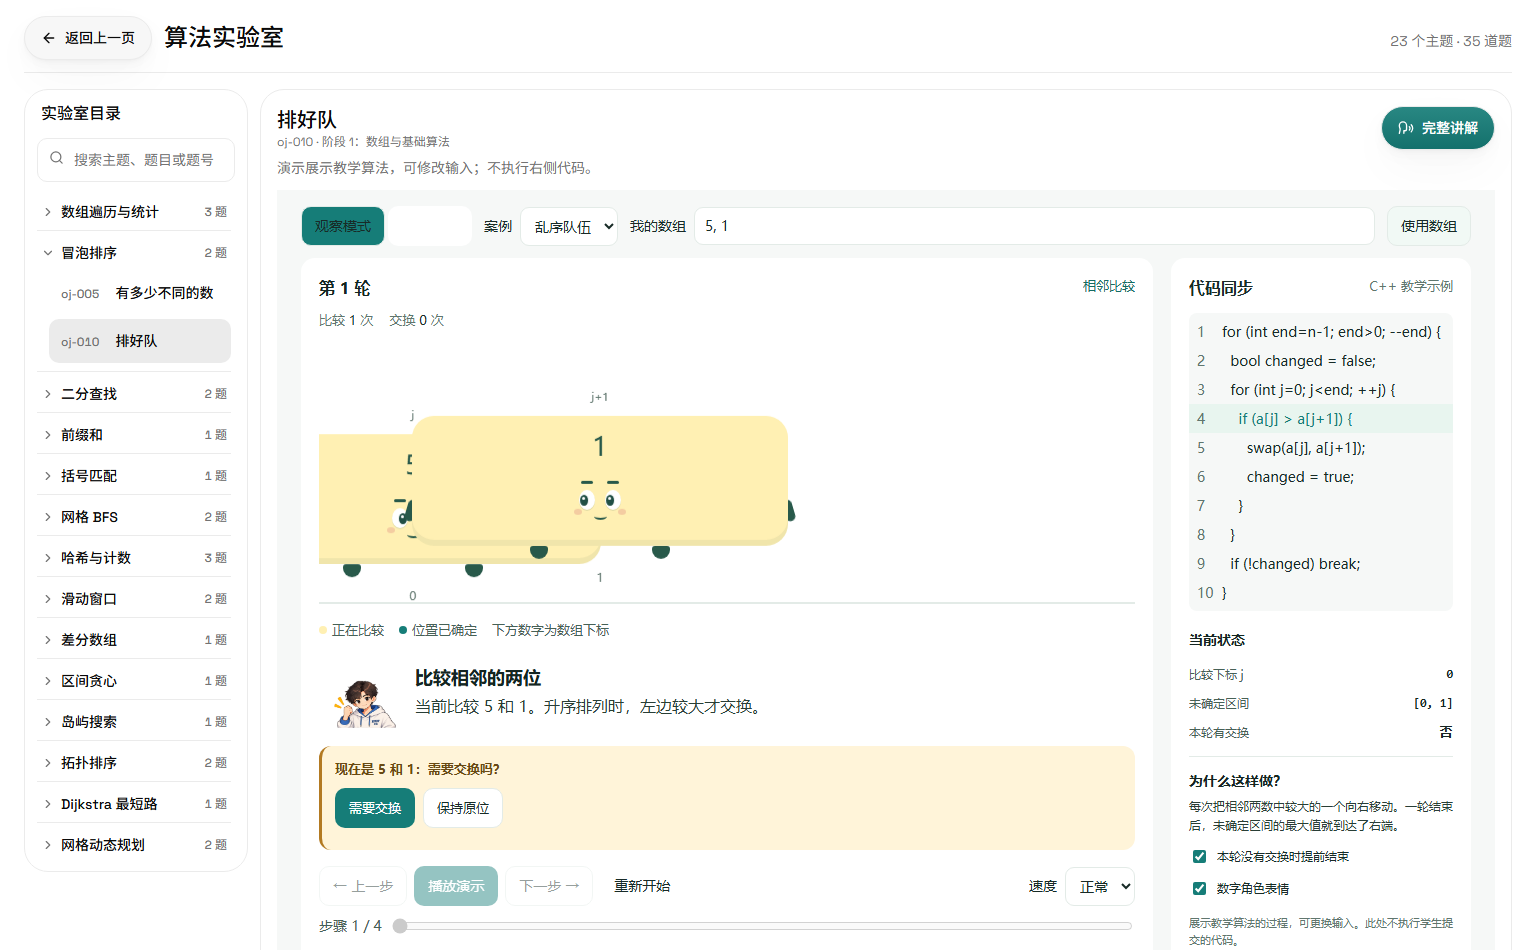 返回上一页
算法实验室
23 个主题 · 35 道题
实验室目录
搜索主题、题目或题号
数组遍历与统计 3 题
冒泡排序 2 题
oj-005 有多少不同的数
oj-010 排好队
二分查找 2 题
前缀和 1 题
括号匹配 1 题
网格 BFS 2 题
哈希与计数 3 题
滑动窗口 2 题
差分数组 1 题
区间贪心 1 题
岛屿搜索 1 题
拓扑排序 2 题
Dijkstra 最短路 1 题
网格动态规划 2 题
排好队
oj-010 · 阶段 1：数组与基础算法
演示展示教学算法，可修改输入；不执行右侧代码。
完整讲解
观察模式
案例 乱序队伍 我的数组 5, 1 使用数组
第 1 轮
相邻比较
比较 1 次 交换 0 次
j
j+1
5
1
0
1
正在比较 位置已确定 下方数字为数组下标
比较相邻的两位
当前比较 5 和 1。升序排列时，左边较大才交换。
现在是 5 和 1：需要交换吗?
需要交换 保持原位
← 上一步 播放演示 下一步 → 重新开始 速度 正常
步骤 1 / 4
代码同步 C++ 教学示例
1 for (int end=n-1; end>0; --end) {
2 bool changed = false;
3 for (int j=0; j<end; ++j) {
4 if (a[j] > a[j+1]) {
5 swap(a[j], a[j+1]);
6 changed = true;
7 }
8 }
9 if (!changed) break;
10 }
当前状态
比较下标 j 0
未确定区间 [0, 1]
本轮有交换 否
为什么这样做?
每次把相邻两数中较大的一个向右移动。一轮结束
后，未确定区间的最大值就到达了右端。
本轮没有交换时提前结束
数字角色表情
展示教学算法的过程，可更换输入。此处不执行学生提
交的代码。